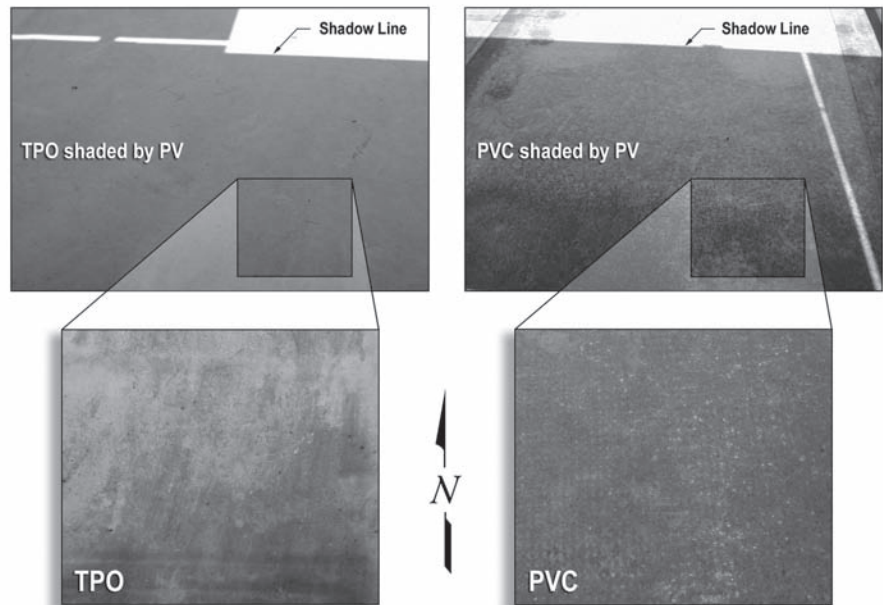 Shadow Line
TPO shaded by PV
Shadow Line
PVC shaded by PV
TPO
N
PVC